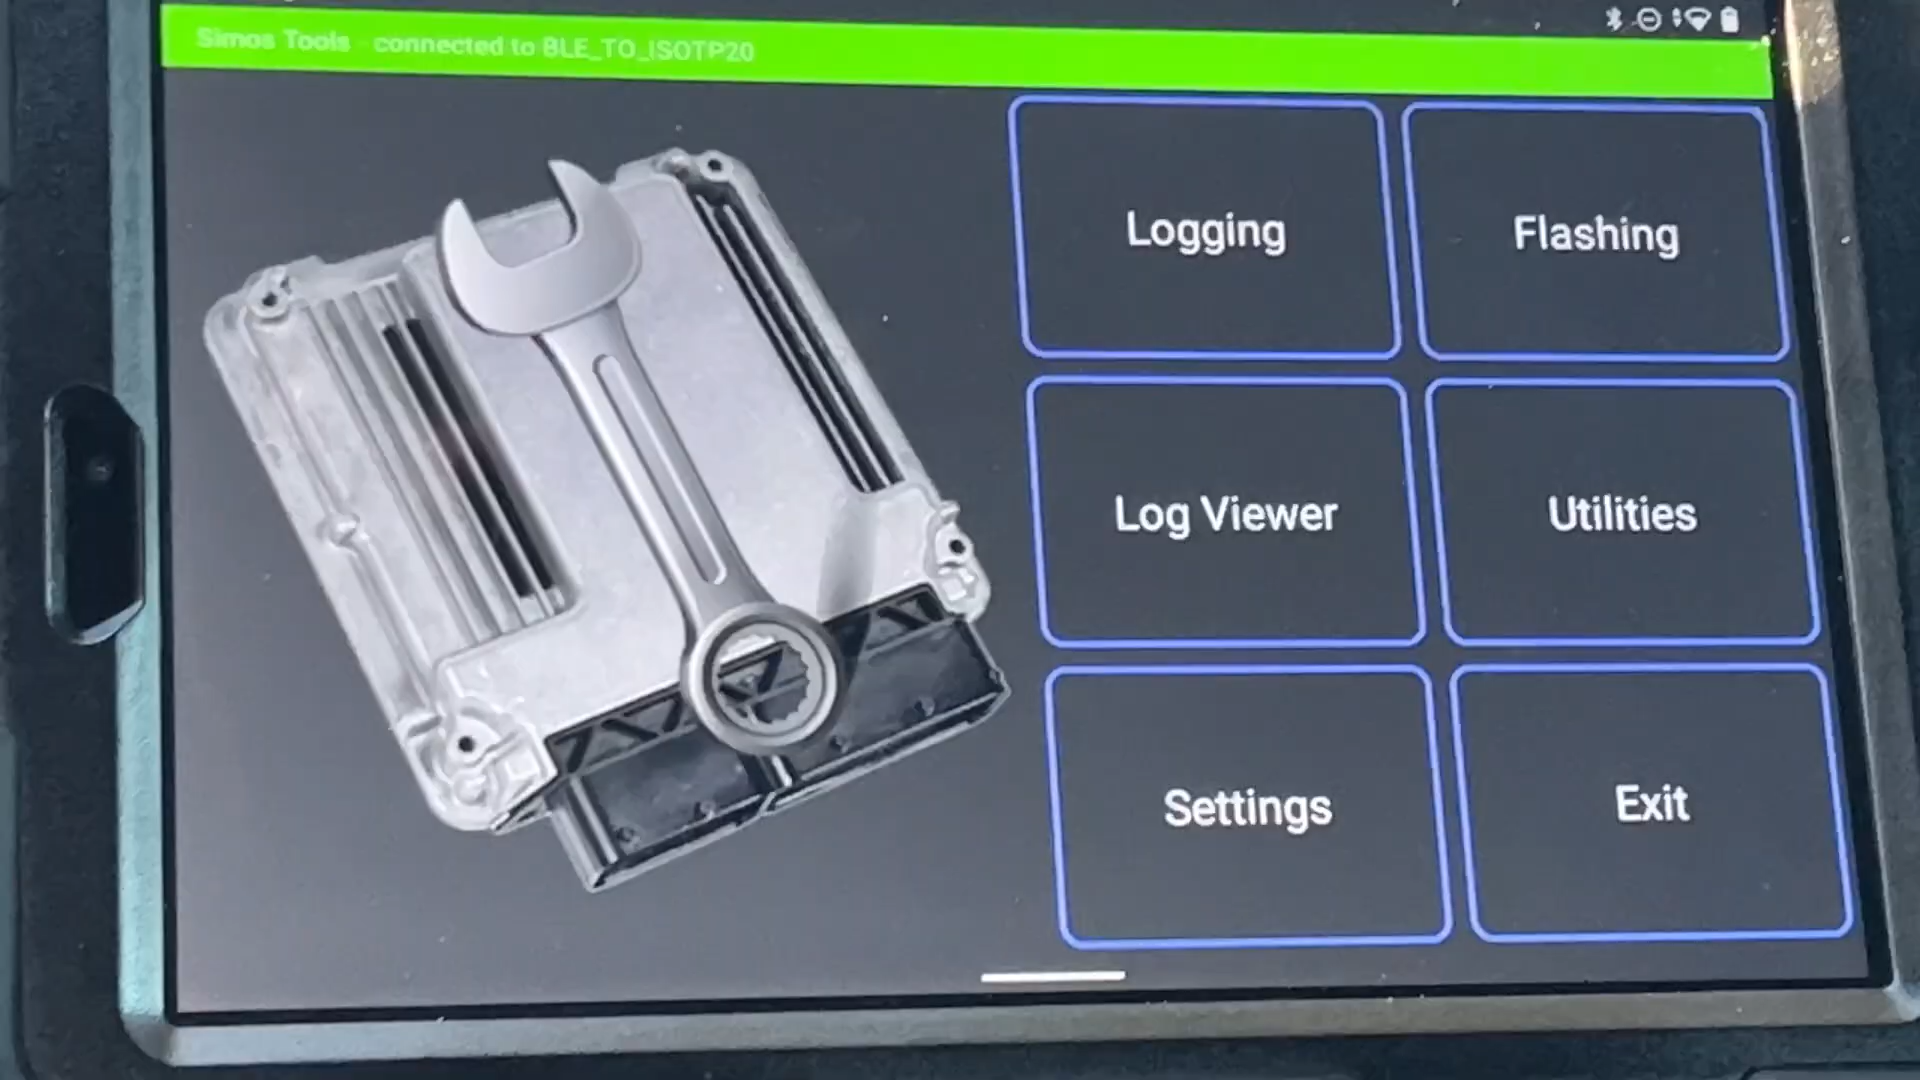 Simos Tools - connected to BLE_TO_ISOTP20
Logging
Flashing
Log Viewer
Utilities
Settings
Exit